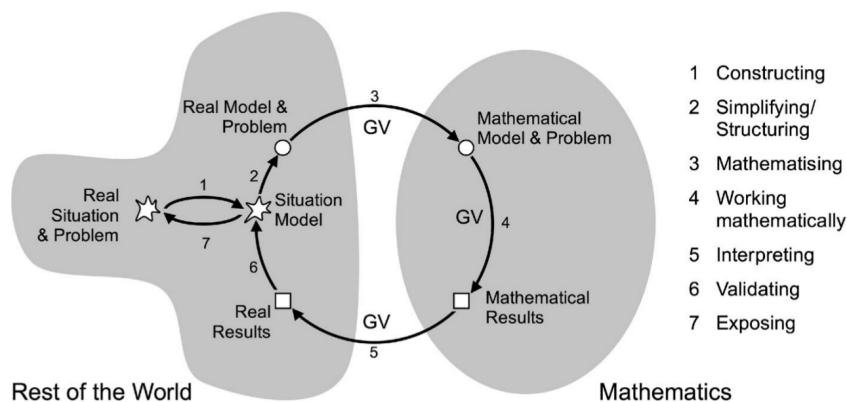 Real Model &
Problem
3
GV
Mathematical
Model & Problem
2
Real
Situation
& Problem
1
Situation
Model
7
GV
4
6
Real
Results
GV
5
Mathematical
Results
Rest of the World
Mathematics
1 Constructing
2 Simplifying/
Structuring
3 Mathematising
4 Working
mathematically
5 Interpreting
6 Validating
7 Exposing